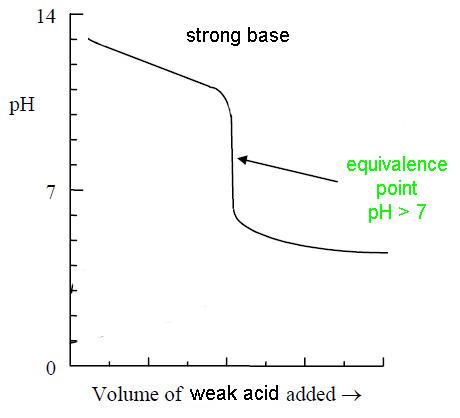 14
strong base
pH
equivalence
point
pH > 7
7
0
Volume of weak acid added →